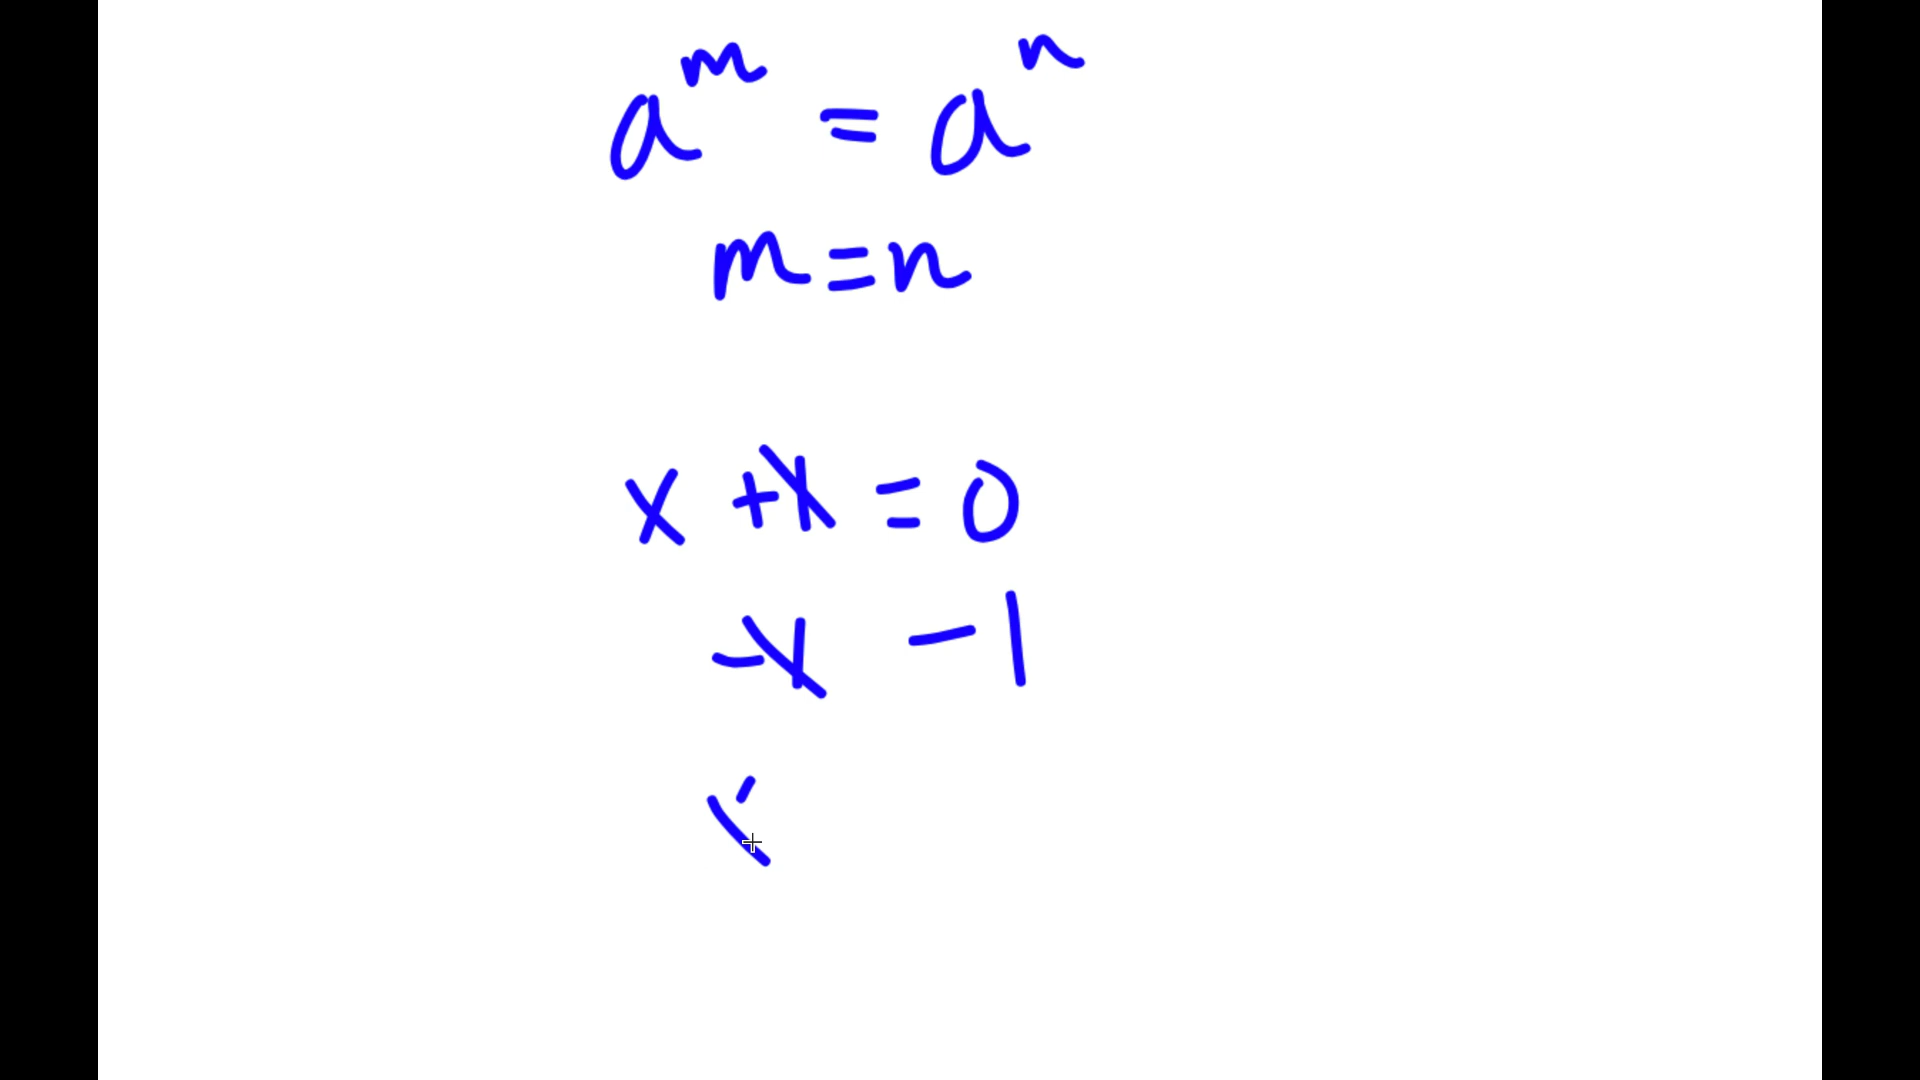 a^m = a^n
m = n
x + 1 = 0
- 1 - 1